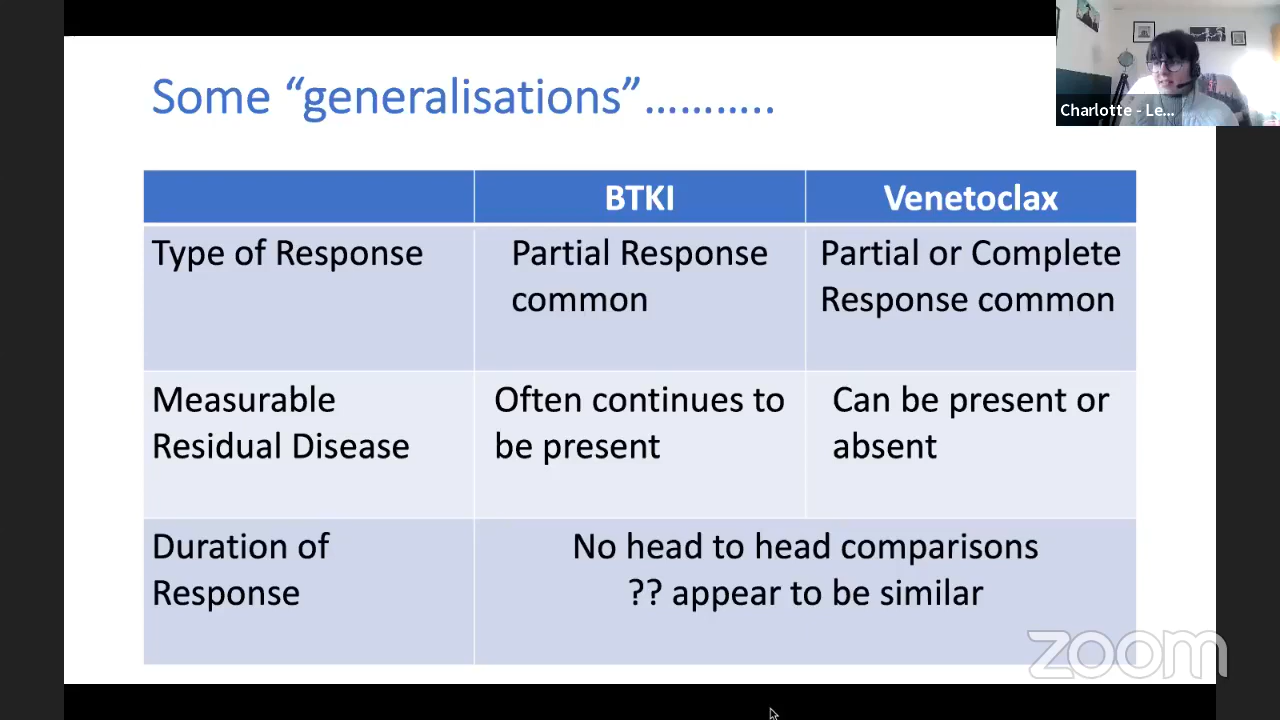 Some “generalisations”………..
Charlotte - Le...
BTKI
Venetoclax
Type of Response
Partial Response
common
Partial or Complete
Response common
Measurable
Residual Disease
Often continues to
be present
Can be present or
absent
Duration of
Response
No head to head comparisons
?? appear to be similar
zoom